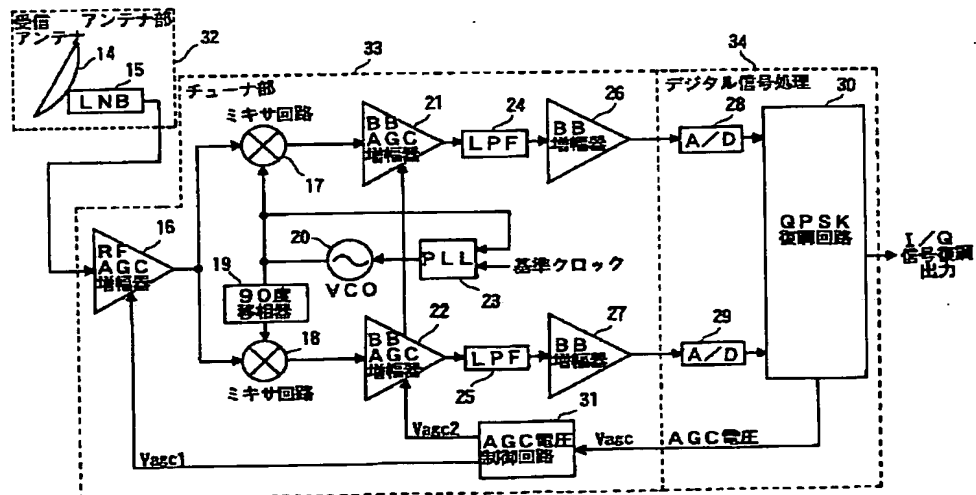 受信 アンテナ部
アンテナ
32
14
15
LNB
33
34
チューナ部
デジタル信号処理
ミキサ回路
17
21
BB
AGC
増幅器
24
LPF
26
BB
増幅器
28
A/D
30
QPSK
復調回路
I/Q
信号復調
出力
16
RF
AGC
増幅器
20
VCO
PLL
23
基準クロック
19
90度
移相器
18
ミキサ回路
22
BB
AGC
増幅器
LPF
25
27
BB
増幅器
29
A/D
31
AGC電圧
制御回路
Vagc2
Vagc1
Vagc
AGC電圧